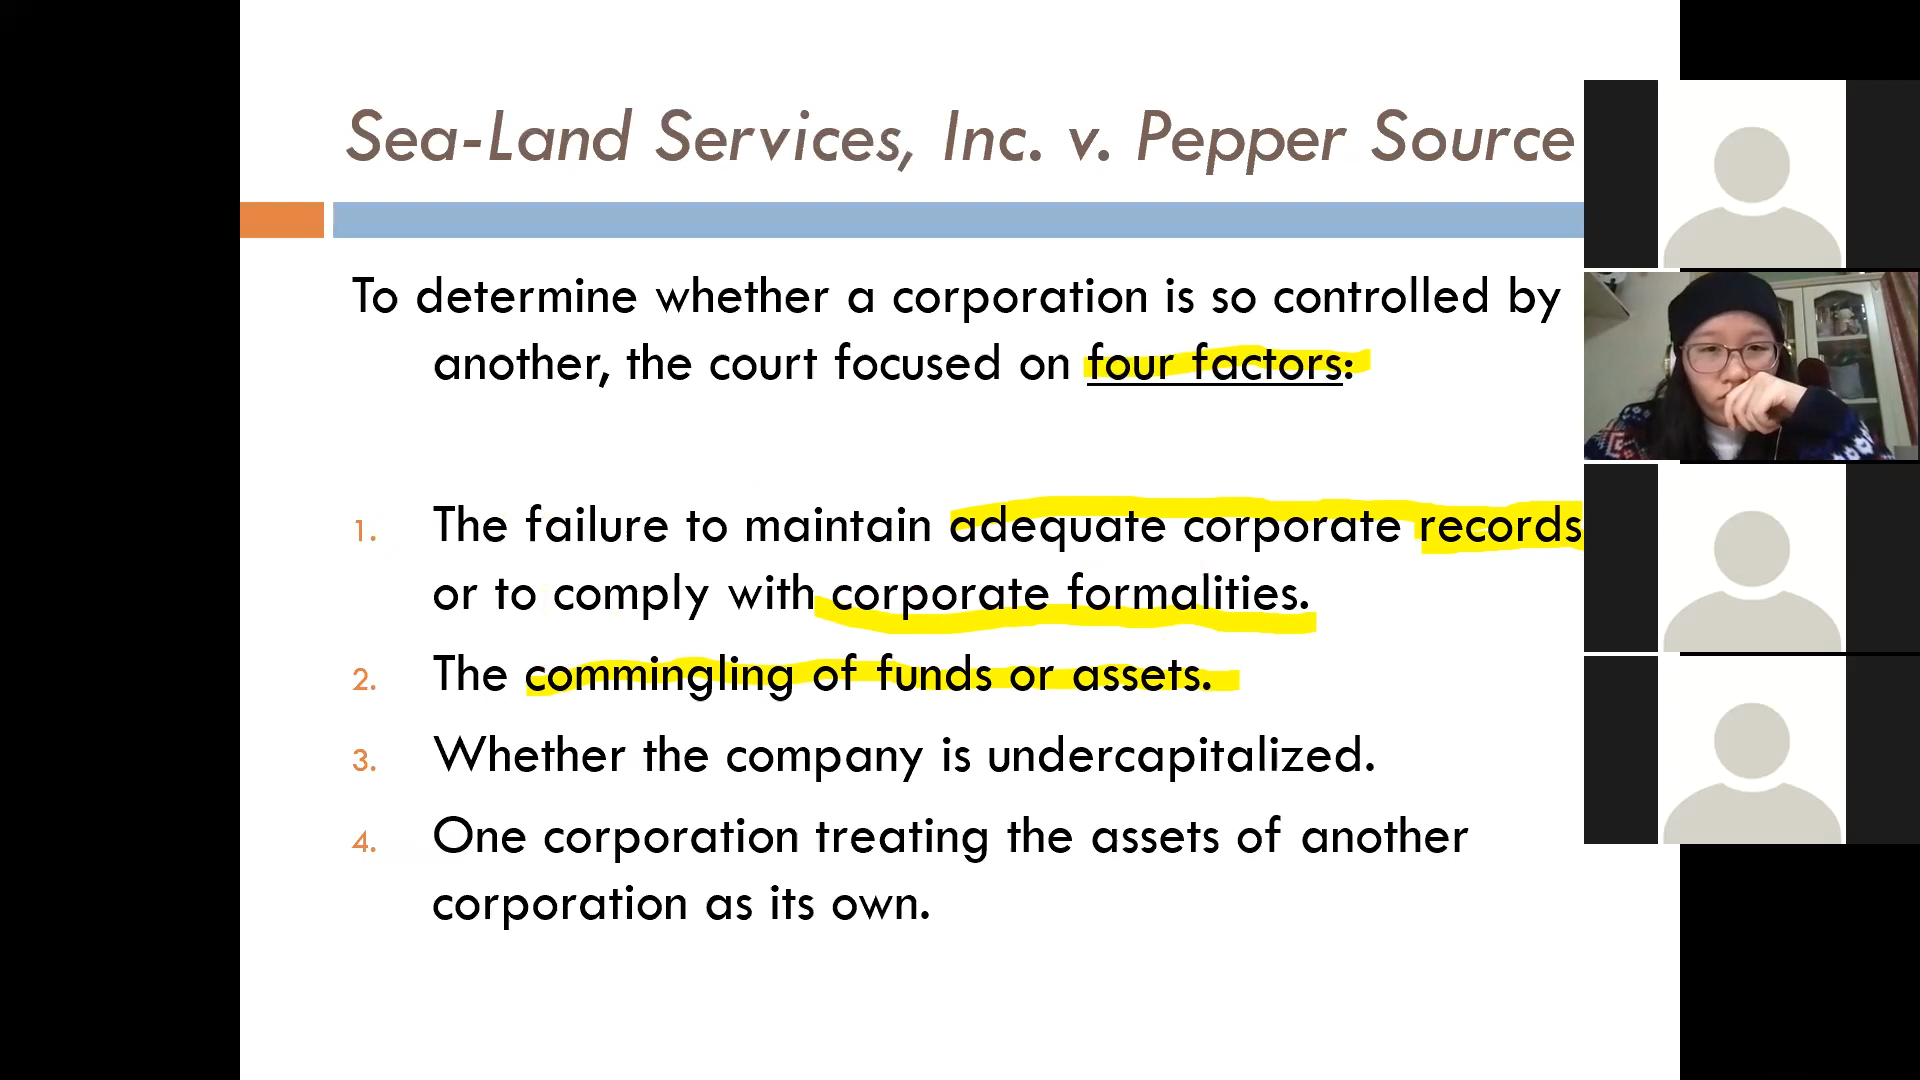 Sea-Land Services, Inc. v. Pepper Source
To determine whether a corporation is so controlled by
another, the court focused on four factors:
1. The failure to maintain adequate corporate records
or to comply with corporate formalities.
2. The commingling of funds or assets.
3. Whether the company is undercapitalized.
4. One corporation treating the assets of another
corporation as its own.